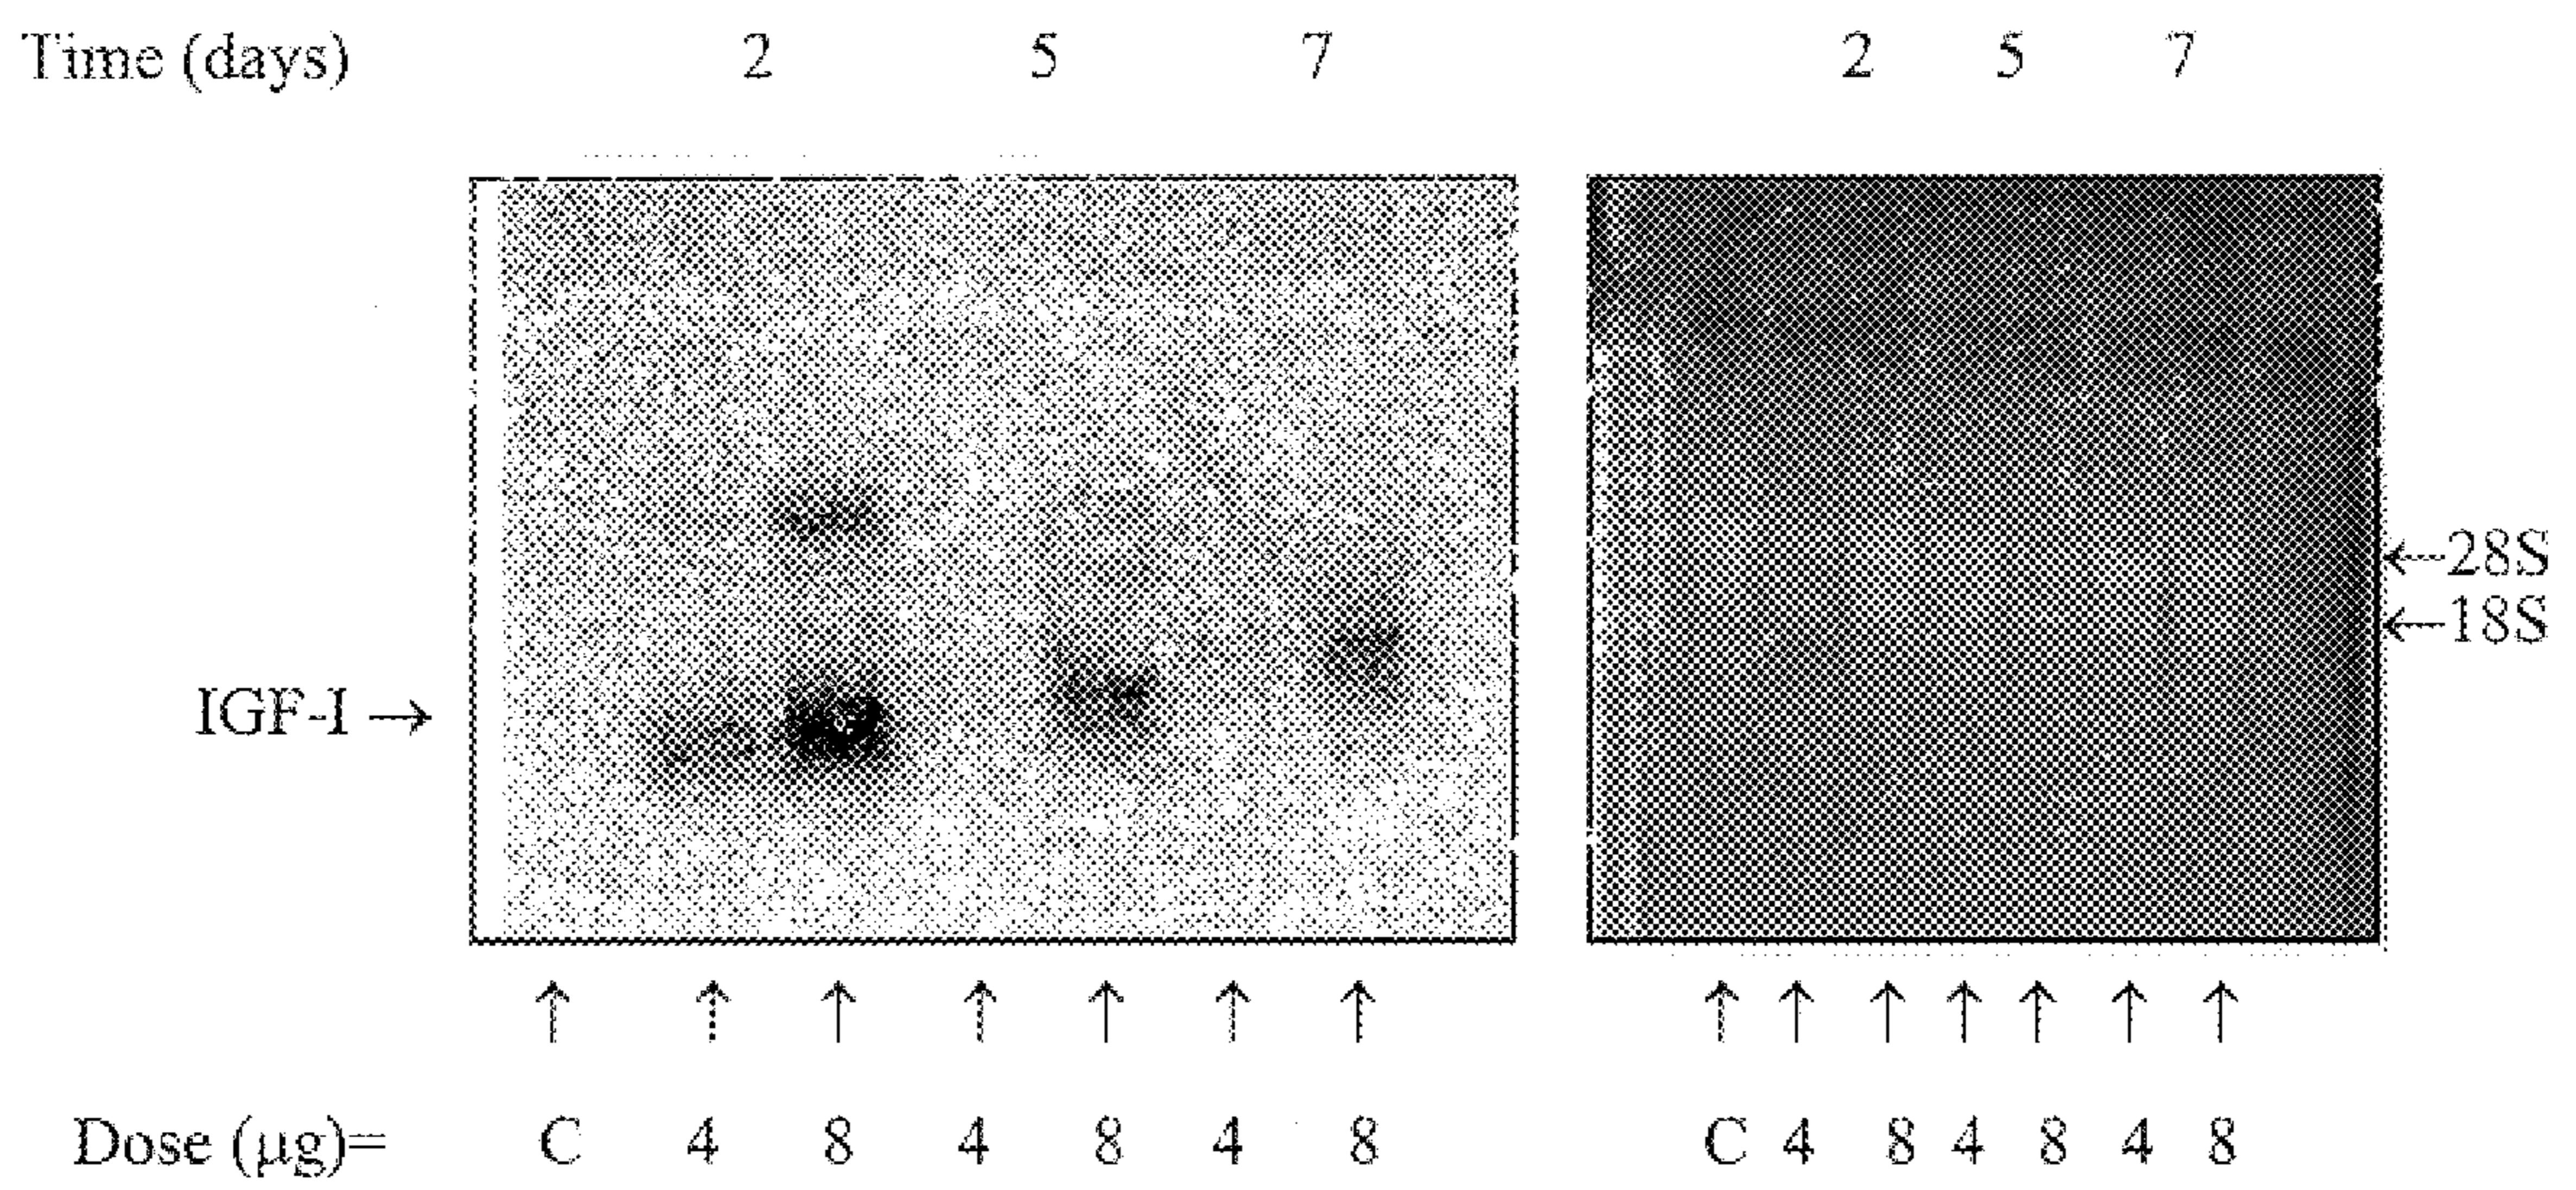 Time (days) 2 5 7 2 5 7
←28S
←18S
IGF-I →
Dose (µg)= C 4 8 4 8 4 8 C 4 8 4 8 4 8